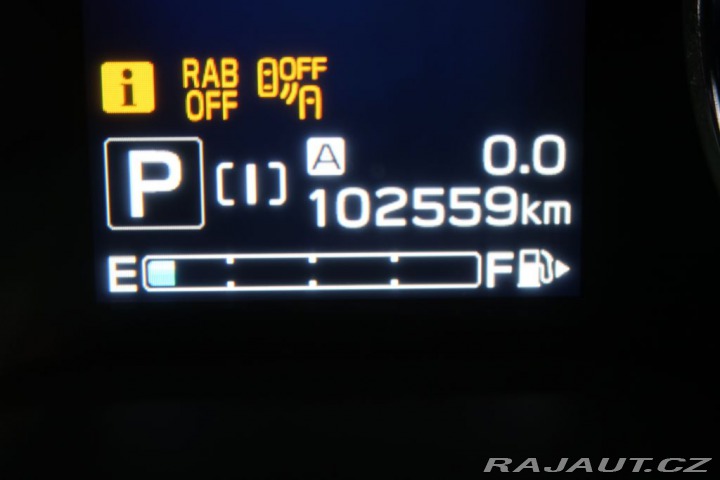 i RAB OFF OFF A
P [I] A 0.0
102559km
E F
RAJAUT.CZ